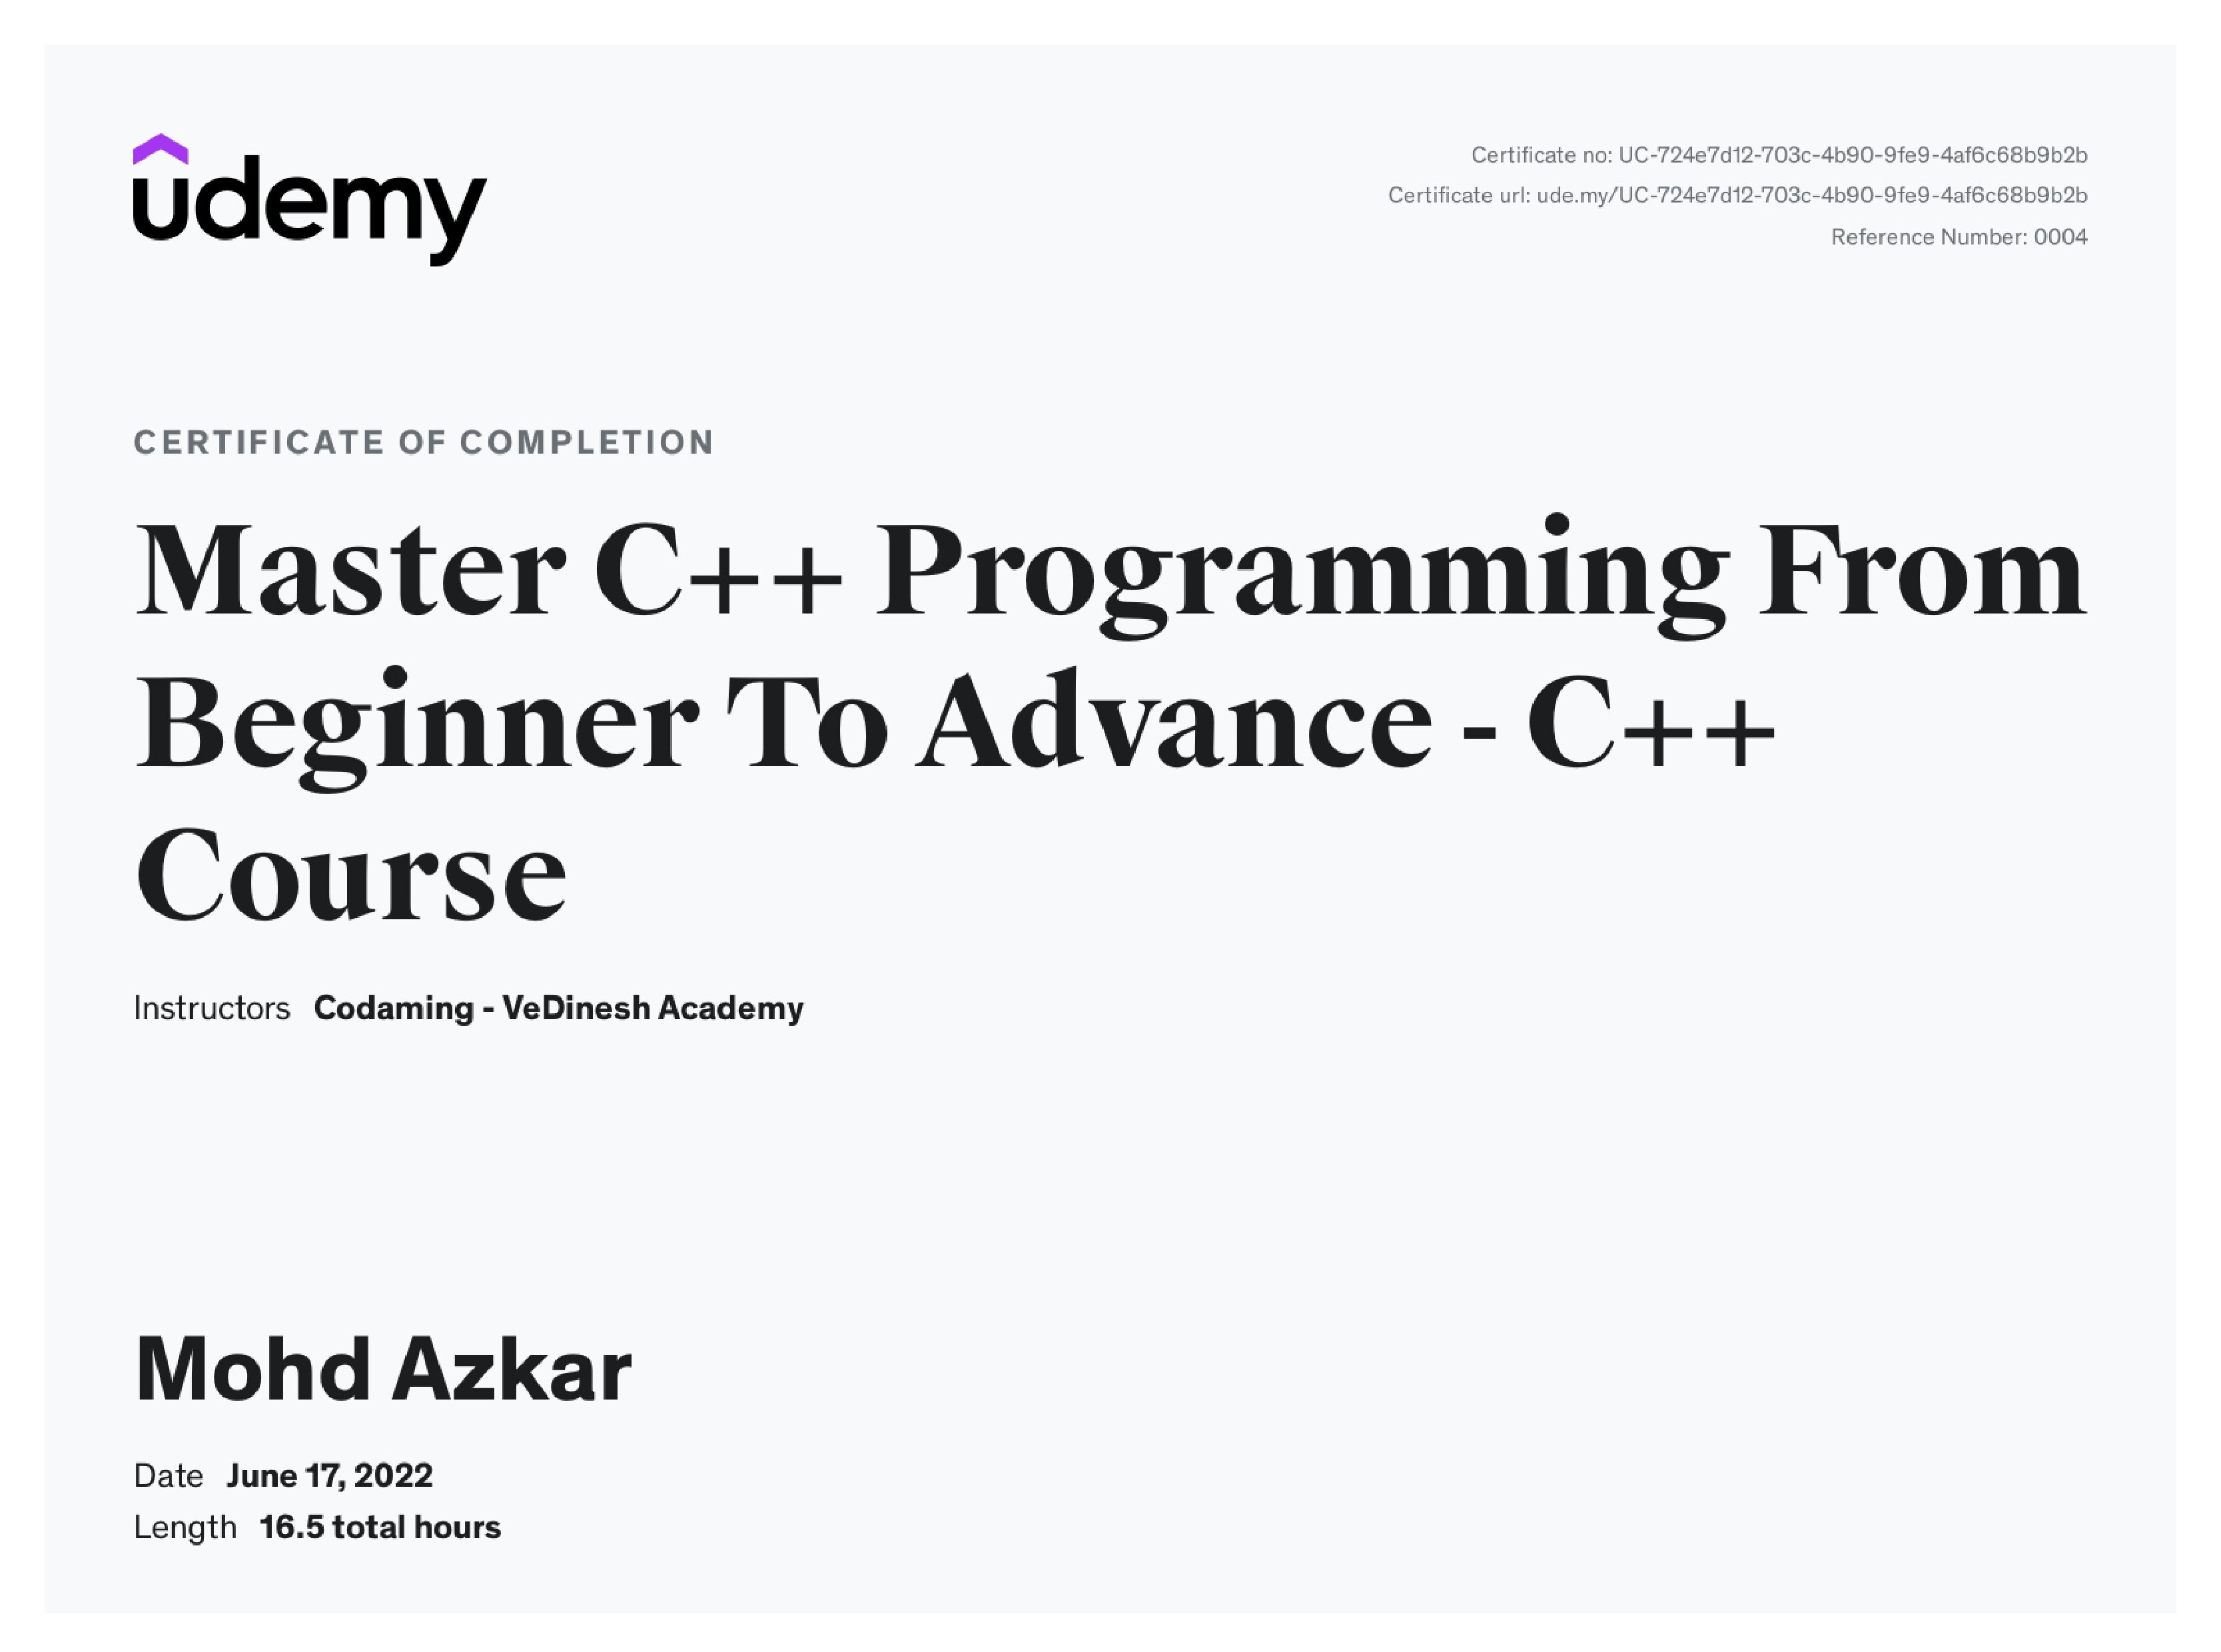 udemy
Certificate no: UC-724e7d12-703c-4b90-9fe9-4af6c68b9b2b
Certificate url: ude.my/UC-724e7d12-703c-4b90-9fe9-4af6c68b9b2b
Reference Number: 0004
CERTIFICATE OF COMPLETION
Master C++ Programming From
Beginner To Advance - C++
Course
Instructors Codaming - VeDinesh Academy
Mohd Azkar
Date June 17, 2022
Length 16.5 total hours